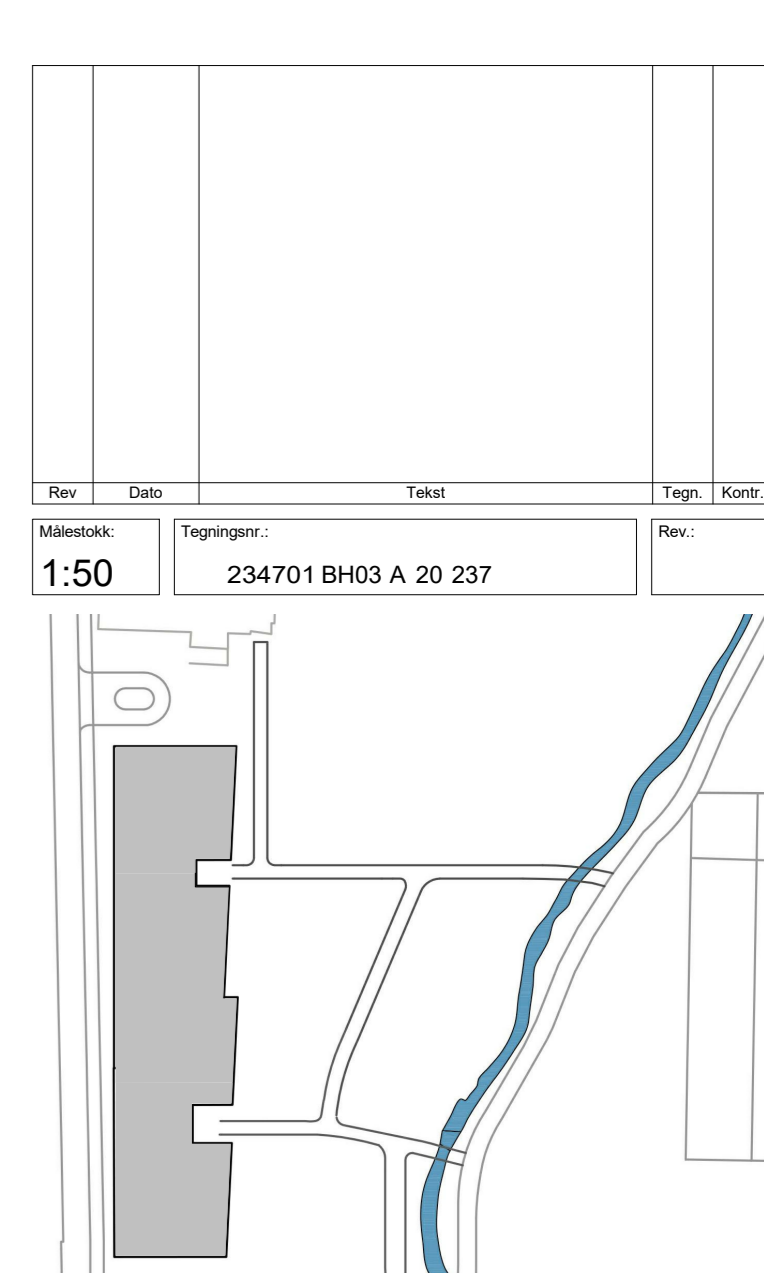 Rev Dato Tekst Tegn. Kontr.
Målestokk: Tegningsnr.: Rev.:
1:50 234701 BH03 A 20 237